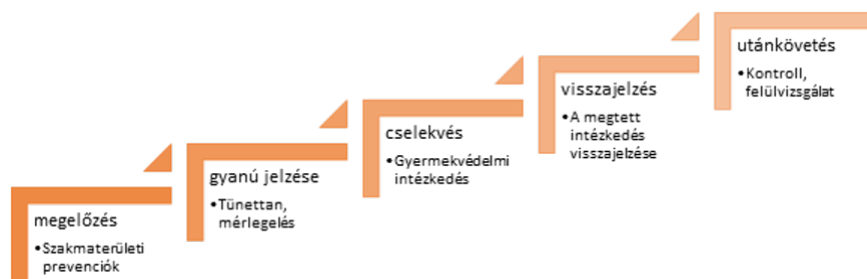 megelőzés
•Szakmaterületi
prevenciók
gyanú jelzése
•Tünettan,
mérlegelés
cselekvés
•Gyermekvédelmi
intézkedés
visszajelzés
•A megtett
intézkedés
visszajelzése
utánkövetés
•Kontroll,
felülvizsgálat